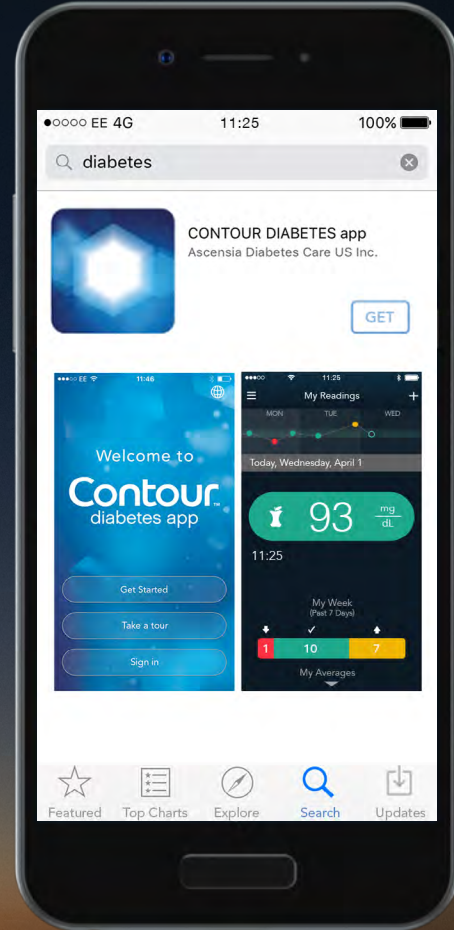 EE 4G 11:25 100%
diabetes
CONTOUR DIABETES app
Ascensia Diabetes Care US Inc.
GET
EE 11:46
Welcome to
Contour™
diabetes app
Get Started
Take a tour
Sign in
11:25
My Readings +
MON TUE WED
Today, Wednesday, April 1
93 mg
dL
11:25
My Week
(Past 7 Days)
1 10 7
My Averages
Featured Top Charts Explore Search Updates